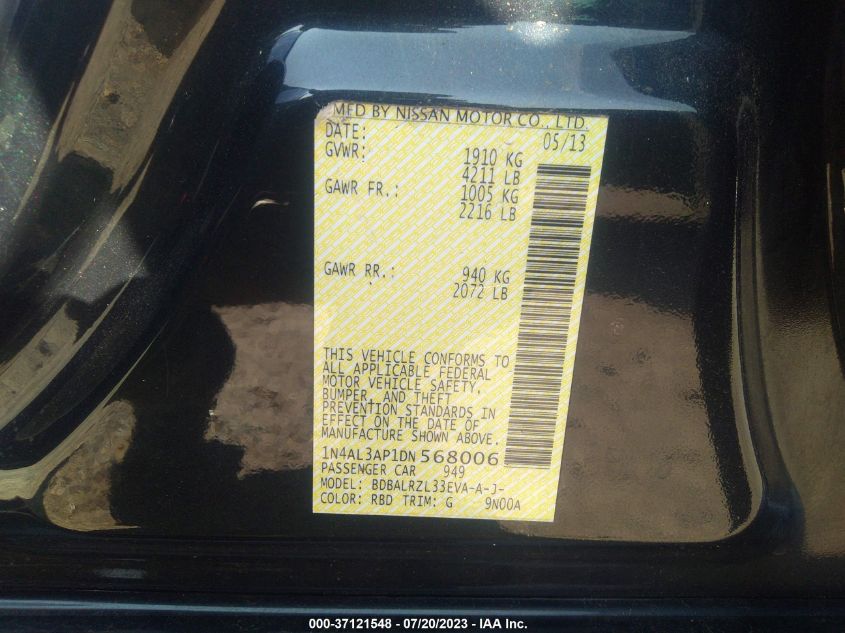 MFD BY NISSAN MOTOR CO., LTD.
DATE: 05/13
GVWR: 1910 KG
4211 LB
GAWR FR.: 1005 KG
2216 LB
GAWR RR.: 940 KG
2072 LB
THIS VEHICLE CONFORMS TO
ALL APPLICABLE FEDERAL
MOTOR VEHICLE SAFETY,
BUMPER, AND THEFT
PREVENTION STANDARDS IN
EFFECT ON THE DATE OF
MANUFACTURE SHOWN ABOVE.
1N4AL3AP1DN568006
PASSENGER CAR 949
MODEL: BDBALRZL33EVA-A-J-
COLOR: RBD TRIM: G 9N00A
000-37121548 - 07/20/2023 - IAA Inc.